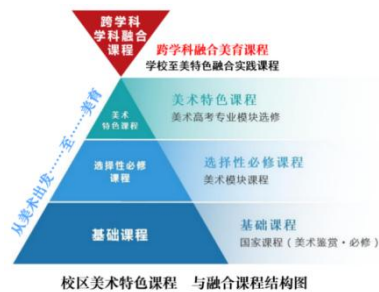 跨学科
学科融合
课程
跨学科融合美育课程
学校至美特色融合实践课程
从美术出发……至……美育
美术
特色课程
美术特色课程
美术高考专业模块选修
选择性必修
课程
选择性必修课程
美术模块课程
基础课程
基础课程
国家课程（美术鉴赏·必修）
校区美术特色课程 与融合课程结构图